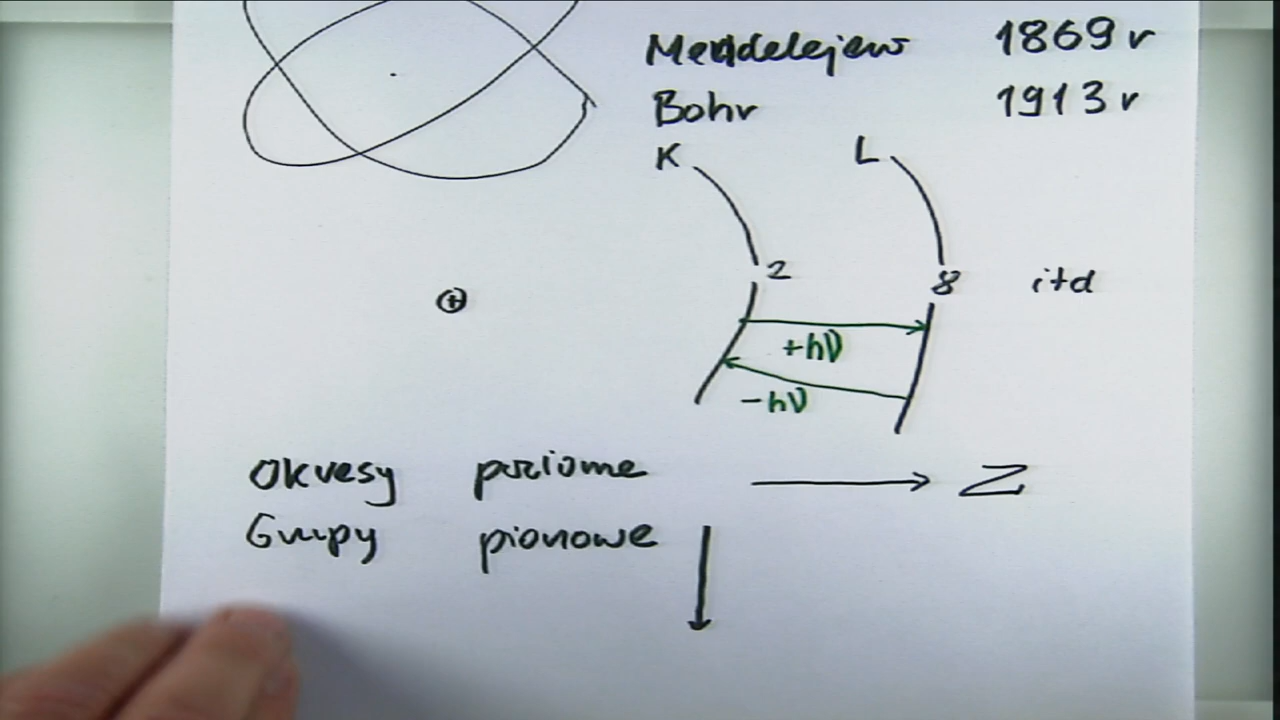 Mendelejew 1869 r
Bohr 1913 r
K L
2 8 itd
+hν
-hν
Okresy poziome → Z
Grupy pionowe ↓